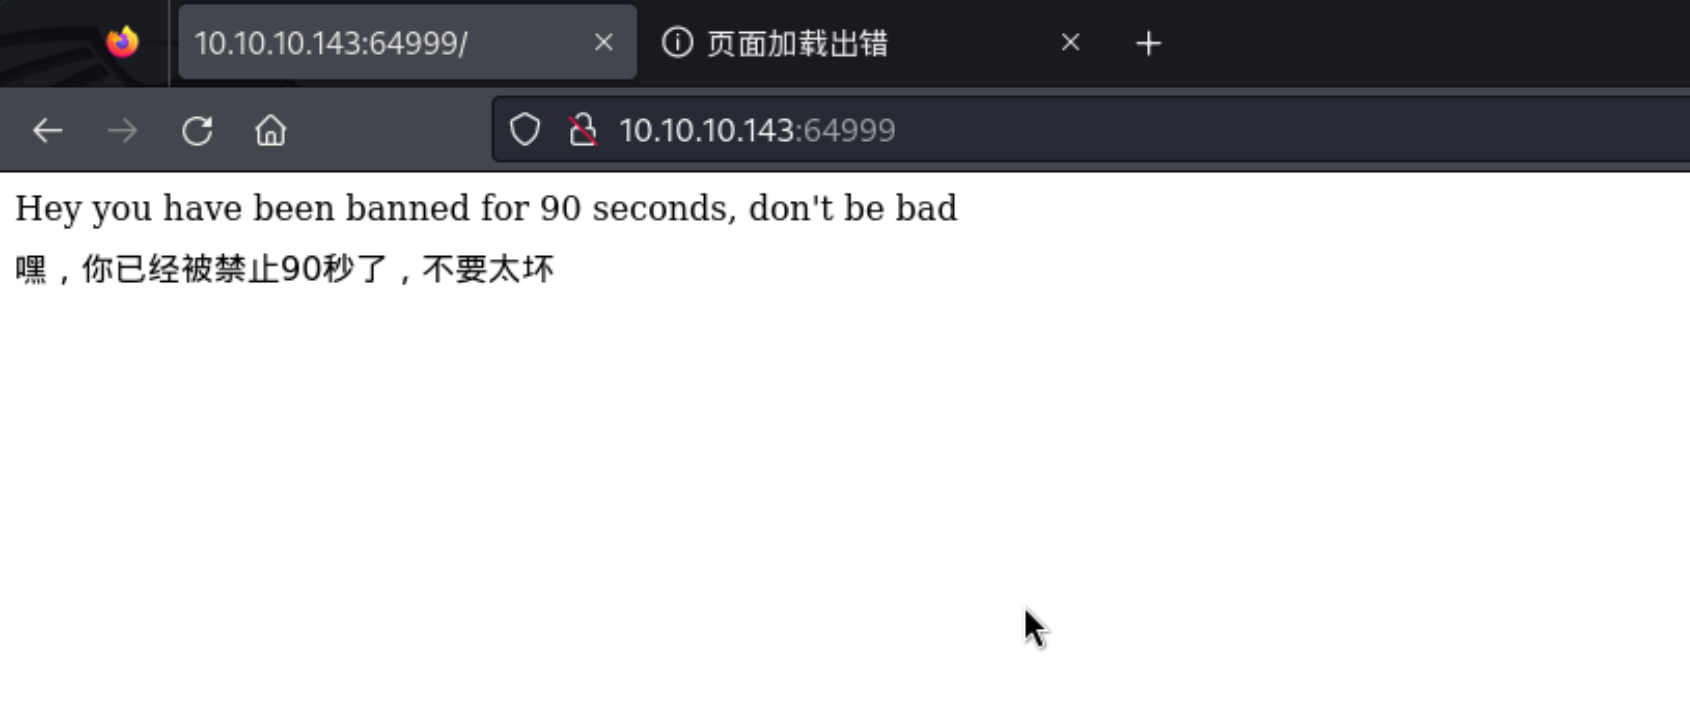 10.10.10.143:64999/
页面加载出错
10.10.10.143:64999
Hey you have been banned for 90 seconds, don't be bad
嘿，你已经被禁止90秒了，不要太坏